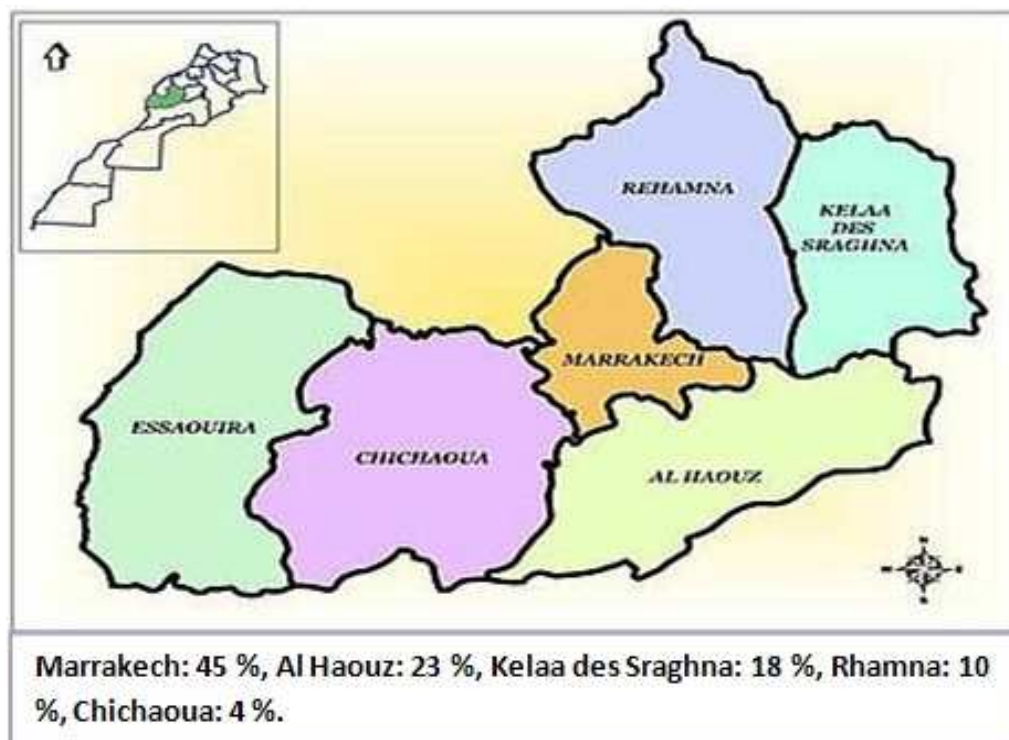 REHAMNA
KELAA
DES
SRAGHNA
MARRAKECH
ESSAOUIRA
CHICHAOUA
AL HAOUZ
N
S
Marrakech: 45 %, Al Haouz: 23 %, Kelaa des Sraghna: 18 %, Rhamna: 10
%, Chichaoua: 4 %.